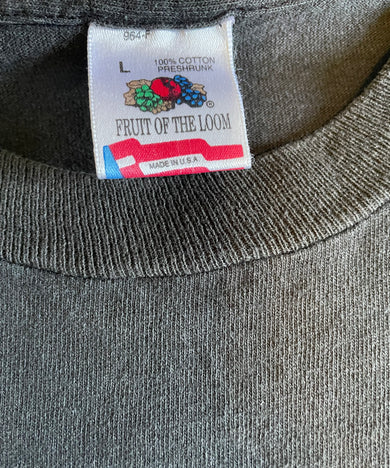 964-F
L
100% COTTON
PRESHRUNK
®
FRUIT OF THE LOOM
MADE IN U.S.A.